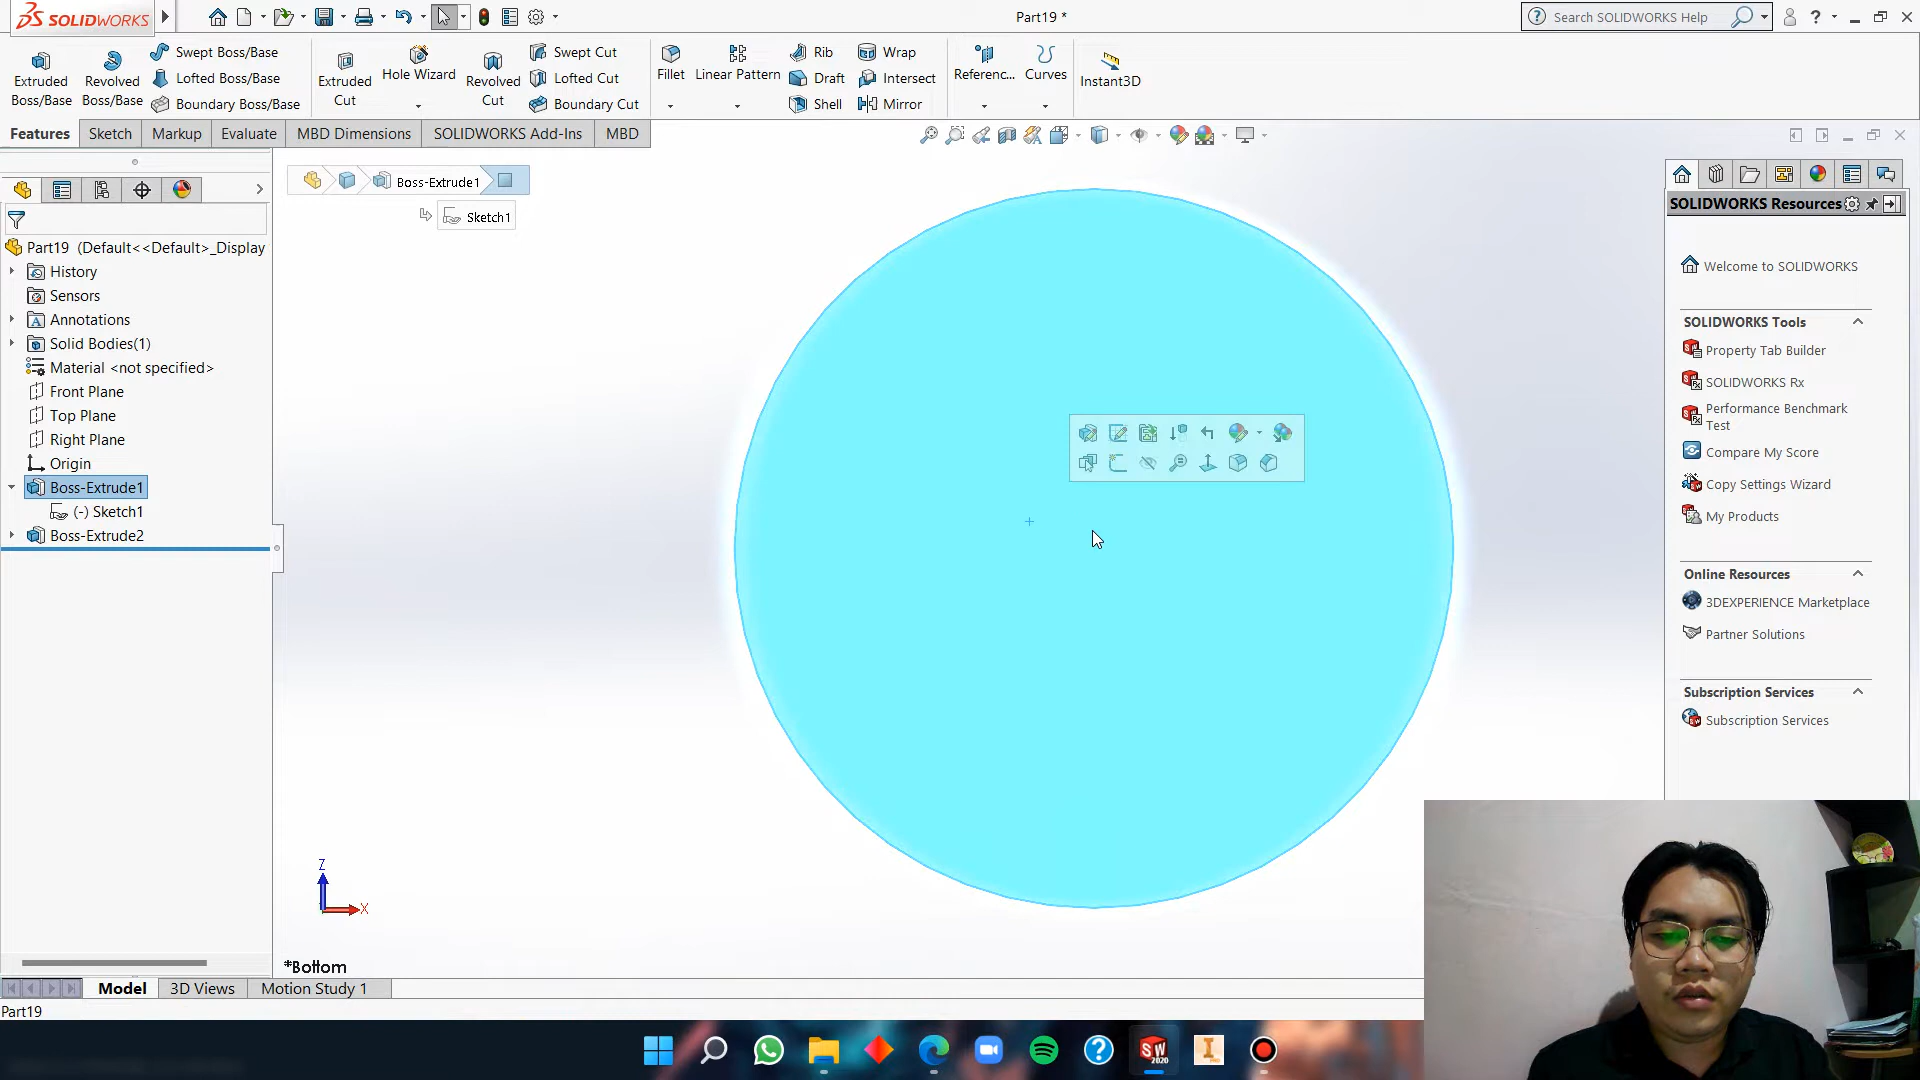 SOLIDWORKS
Part19 *
Search SOLIDWORKS Help
Extruded Boss/Base
Revolved Boss/Base
Swept Boss/Base
Lofted Boss/Base
Boundary Boss/Base
Extruded Cut
Hole Wizard
Revolved Cut
Swept Cut
Lofted Cut
Boundary Cut
Fillet
Linear Pattern
Rib
Draft
Shell
Wrap
Intersect
Mirror
Referenc...
Curves
Instant3D
Features
Sketch
Markup
Evaluate
MBD Dimensions
SOLIDWORKS Add-Ins
MBD
Part19 (Default<<Default>_Display
History
Sensors
Annotations
Solid Bodies(1)
Material <not specified>
Front Plane
Top Plane
Right Plane
Origin
Boss-Extrude1
(-) Sketch1
Boss-Extrude2
Boss-Extrude1
Sketch1
Z
X
*Bottom
SOLIDWORKS Resources
Welcome to SOLIDWORKS
SOLIDWORKS Tools
Property Tab Builder
SOLIDWORKS Rx
Performance Benchmark
Test
Compare My Score
Copy Settings Wizard
My Products
Online Resources
3DEXPERIENCE Marketplace
Partner Solutions
Subscription Services
Subscription Services
Model
3D Views
Motion Study 1
Part19
SW
2020